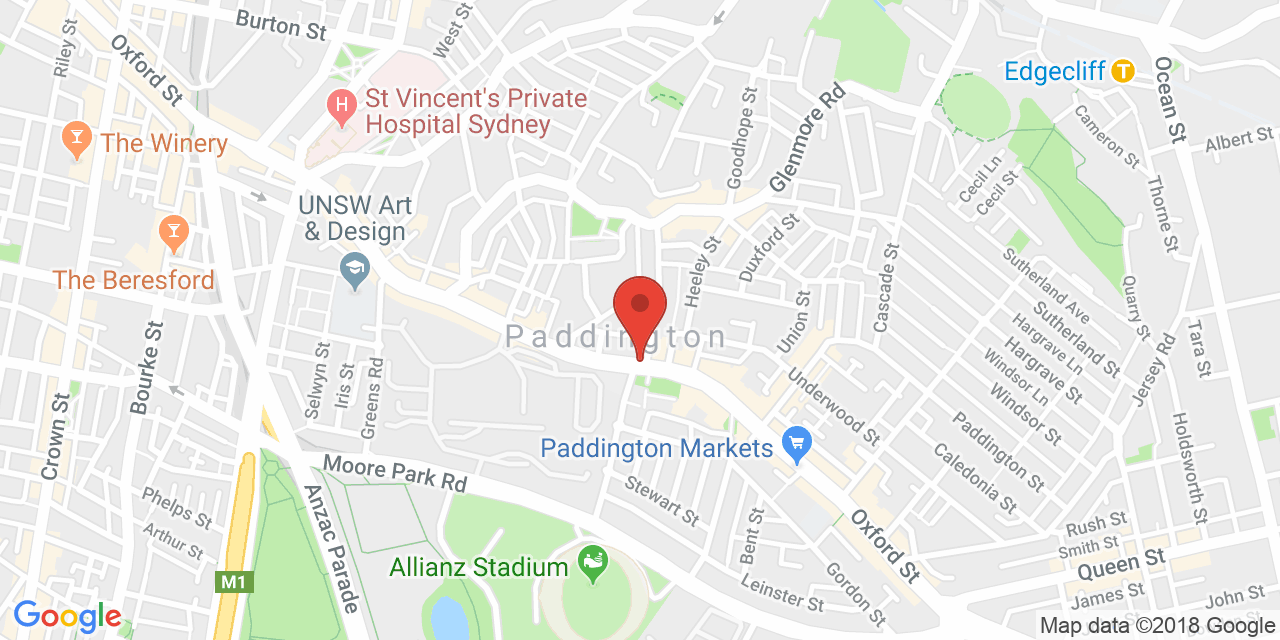 Burton St
West St
Riley St
Oxford St
Edgecliff
T
Ocean St
H
St Vincent's Private
Hospital Sydney
Glenmore Rd
Goodhope St
Cameron St
Albert St
The Winery
Cecil Ln
Cecil St
Thorne St
UNSW Art
& Design
Duxford St
Heeley St
Cascade St
Sutherland Ave
Quarry St
The Beresford
Union St
Sutherland St
Hargrave Ln
Hargrave St
Paddington
Tara St
Bourke St
Windsor Ln
Windsor St
Jersey Rd
Selwyn St
Iris St
Greens Rd
Underwood St
Crown St
Paddington St
Holdsworth St
Paddington Markets
Caledonia St
Moore Park Rd
Stewart St
Phelps St
Anzac Parade
Arthur St
Bent St
Oxford St
Rush St
Smith St
Queen St
Allianz Stadium
M1
Leinster St
Gordon St
James St
John St
Google
Map data ©2018 Google